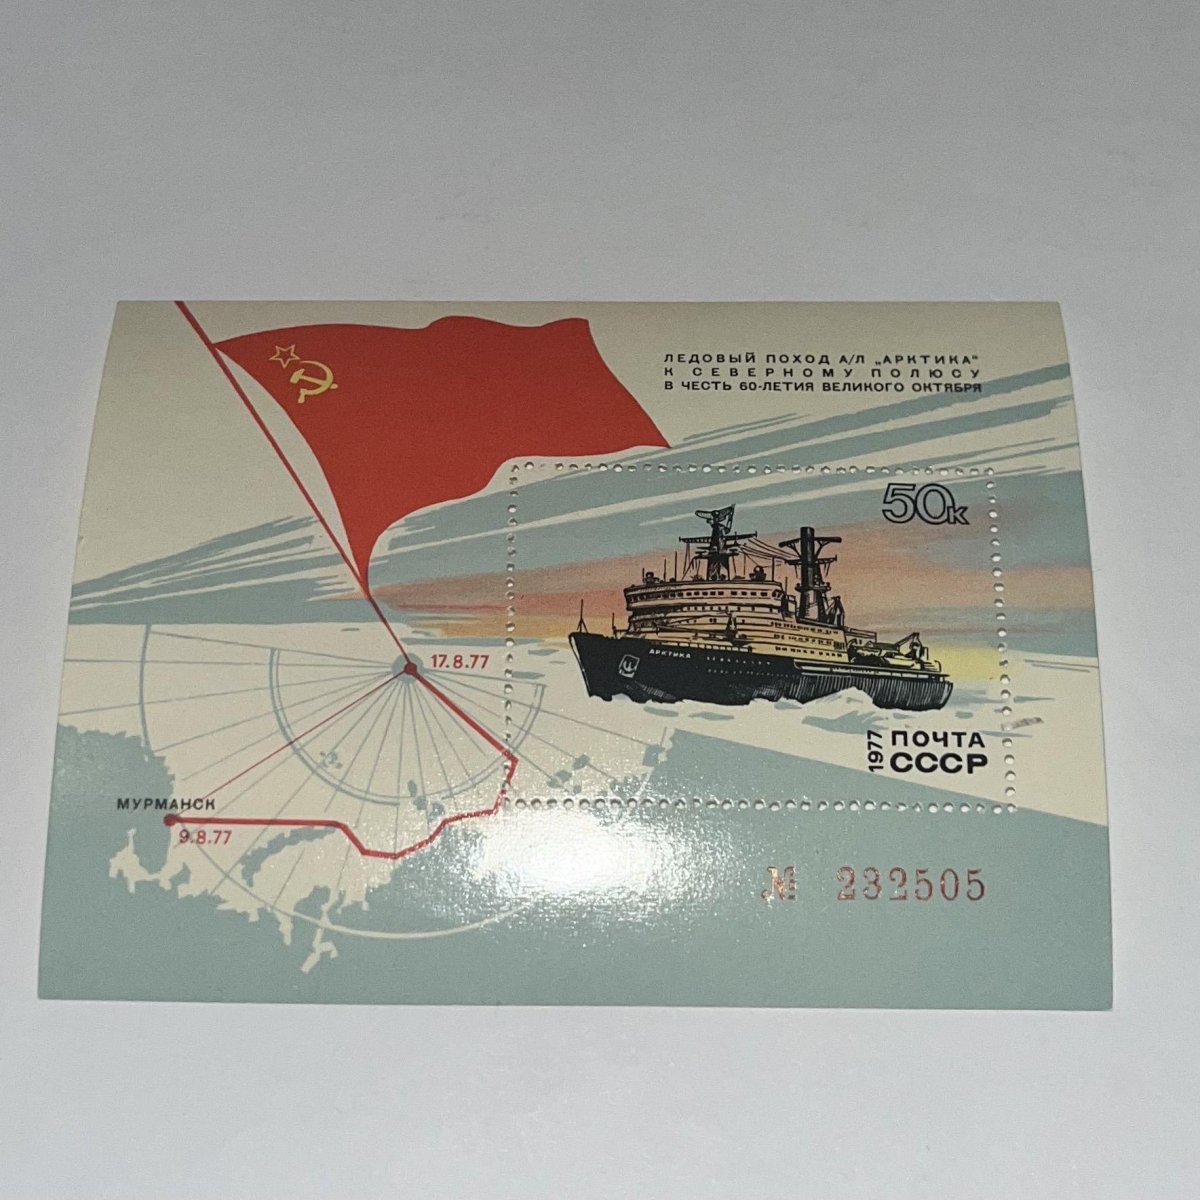 ЛЕДОВЫЙ ПОХОД А/Л „АРКТИКА"
К СЕВЕРНОМУ ПОЛЮСУ
В ЧЕСТЬ 60-ЛЕТИЯ ВЕЛИКОГО ОКТЯБРЯ
50к
АРКТИКА
17.8.77
1977
ПОЧТА
СССР
МУРМАНСК
9.8.77
№ 232505